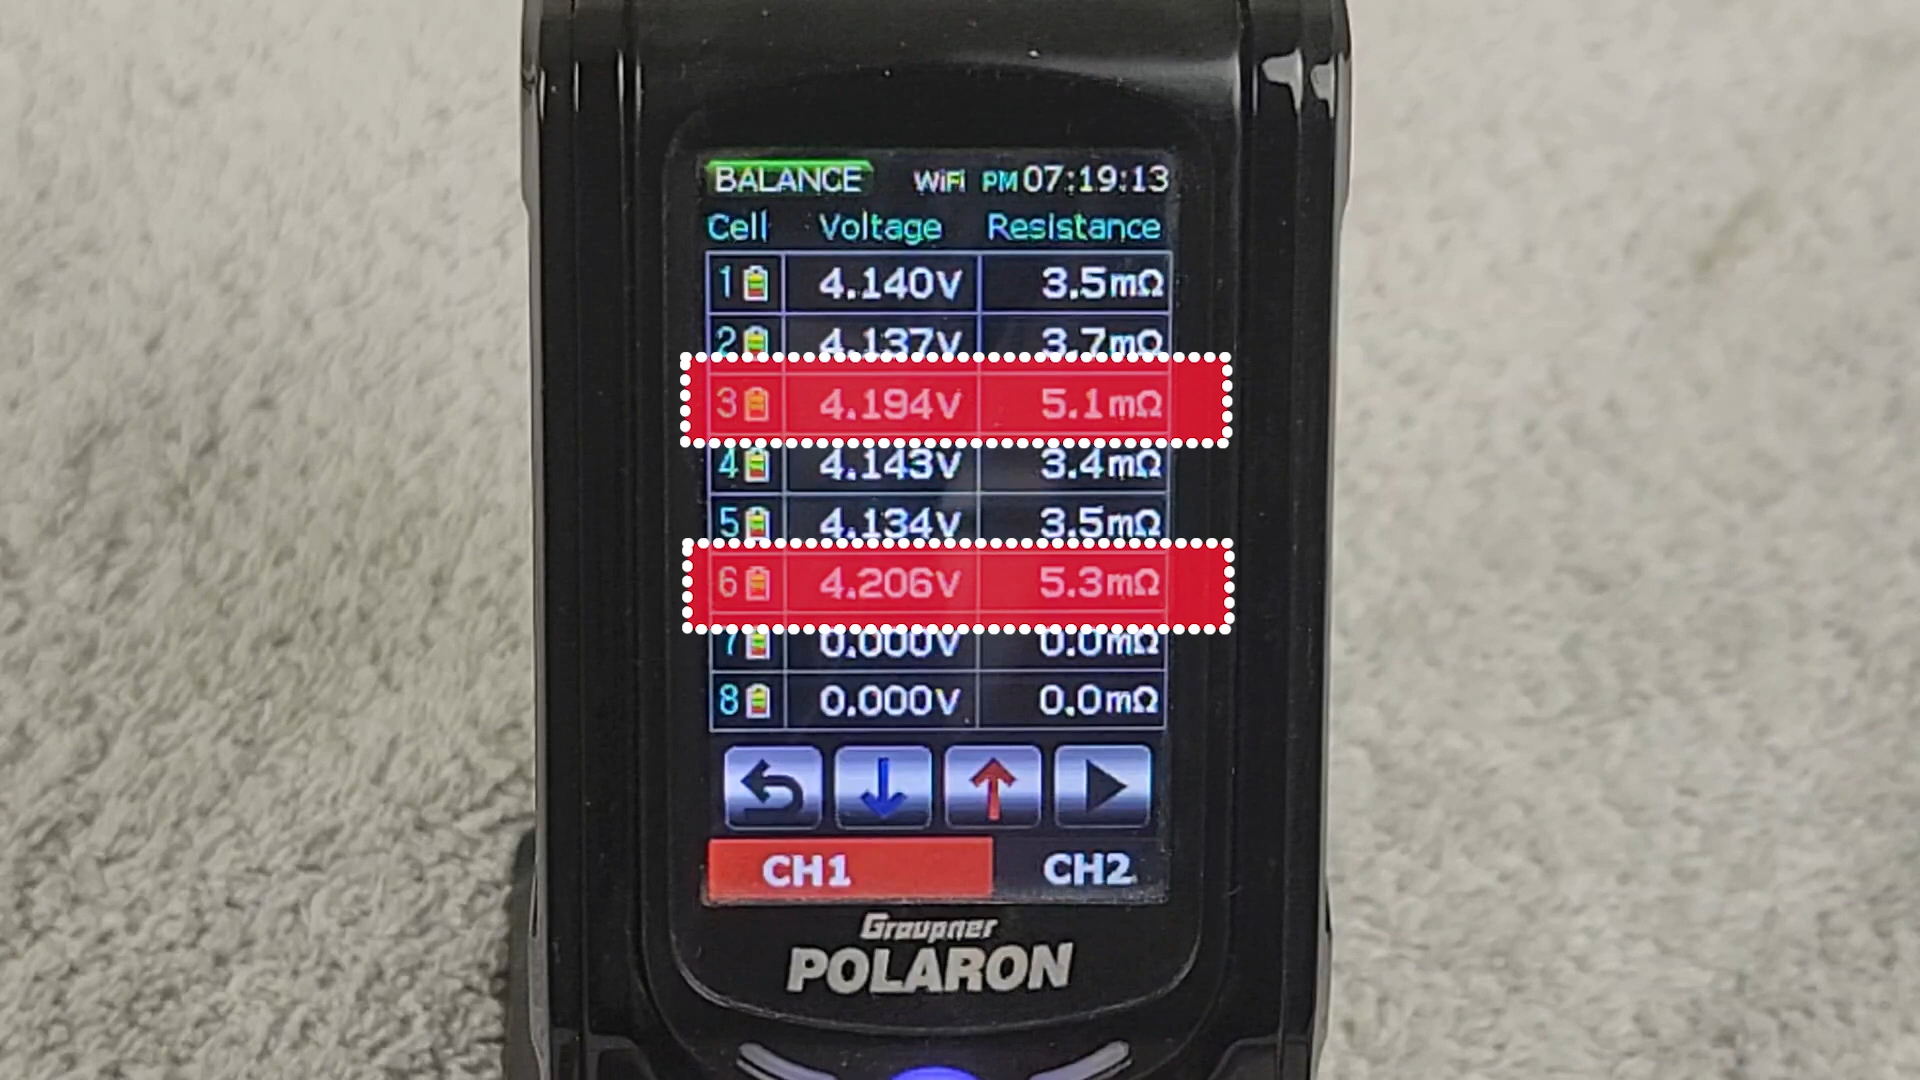 BALANCE WiFi PM 07:19:13
Cell Voltage Resistance
1 4.140V 3.5mΩ
2 4.137V 3.7mΩ
3 4.194V 5.1mΩ
4 4.143V 3.4mΩ
5 4.134V 3.5mΩ
6 4.206V 5.3mΩ
7 0.000V 0.0mΩ
8 0.000V 0.0mΩ
CH1 CH2
Graupner
POLARON